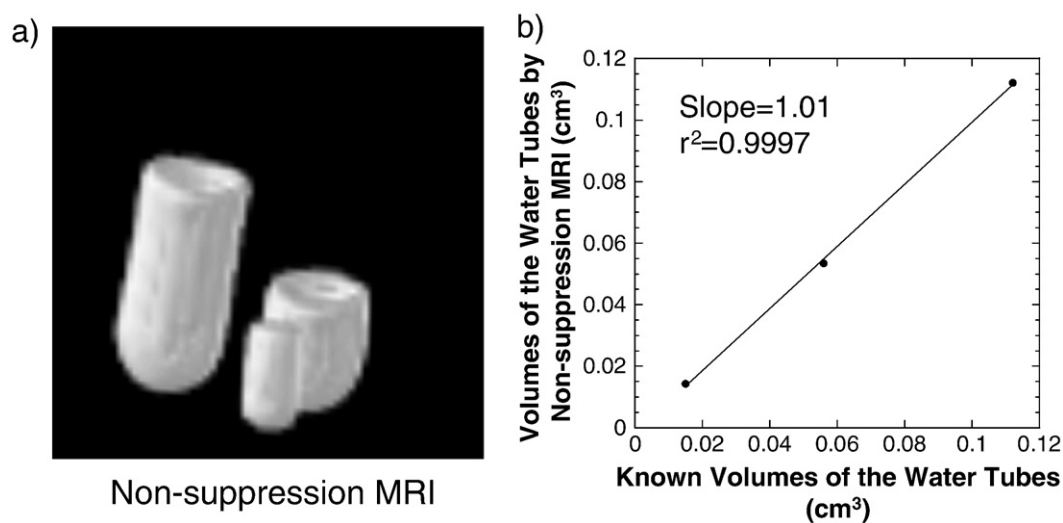 a)
Non-suppression MRI
b)
Volumes of the Water Tubes by
Non-suppression MRI (cm³)
0.12
0.1
0.08
0.06
0.04
0.02
0
Slope=1.01
r²=0.9997
0
0.02
0.04
0.06
0.08
0.1
0.12
Known Volumes of the Water Tubes
(cm³)